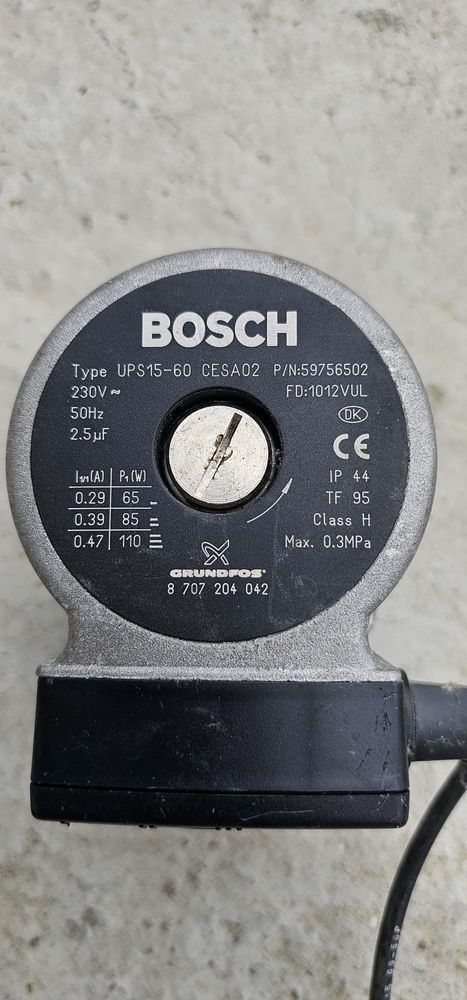 BOSCH
Type UPS15-60 CESA02 P/N:59756502
230V ~ FD:1012VUL
50Hz DK
2.5µF CE
I1/1(A) P1(W) IP 44
0.29 65 TF 95
0.39 85 Class H
0.47 110 Max. 0.3MPa
GRUNDFOS
8 707 204 042